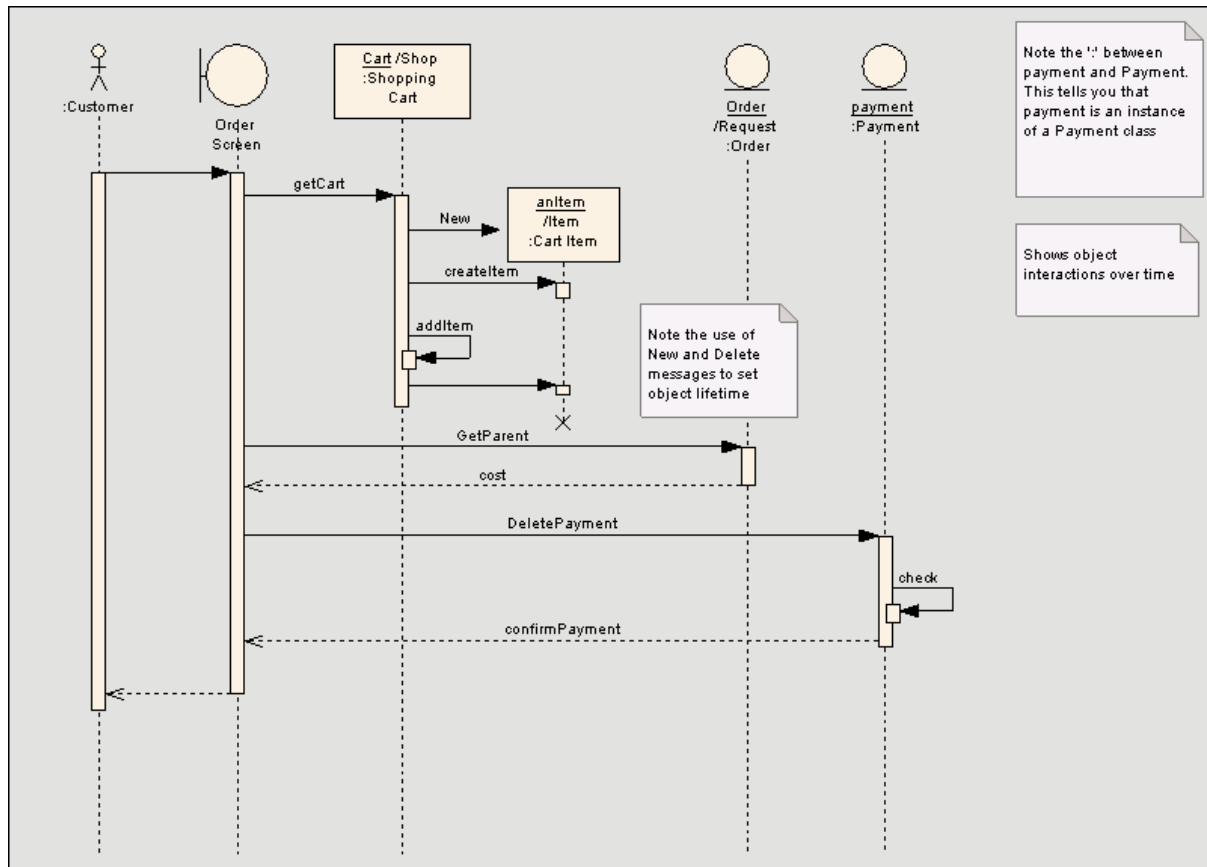 :Customer
Order
Screen
Cart /Shop
:Shopping
Cart
Order
/Request
:Order
payment
:Payment
Note the ':' between
payment and Payment.
This tells you that
payment is an instance
of a Payment class
getCart
New
anItem
/Item
:Cart Item
createItem
Shows object
interactions over time
addItem
Note the use of
New and Delete
messages to set
object lifetime
GetParent
cost
DeletePayment
check
confirmPayment